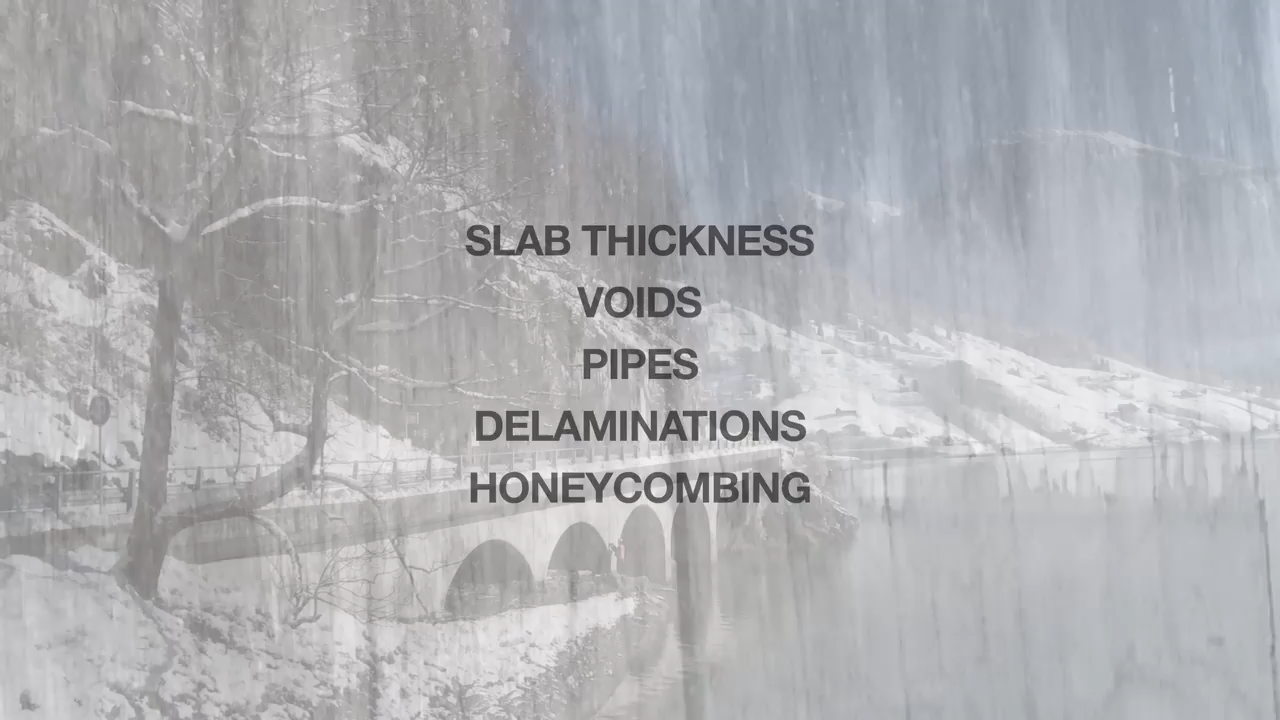 SLAB THICKNESS
VOIDS
PIPES
DELAMINATIONS
HONEYCOMBING